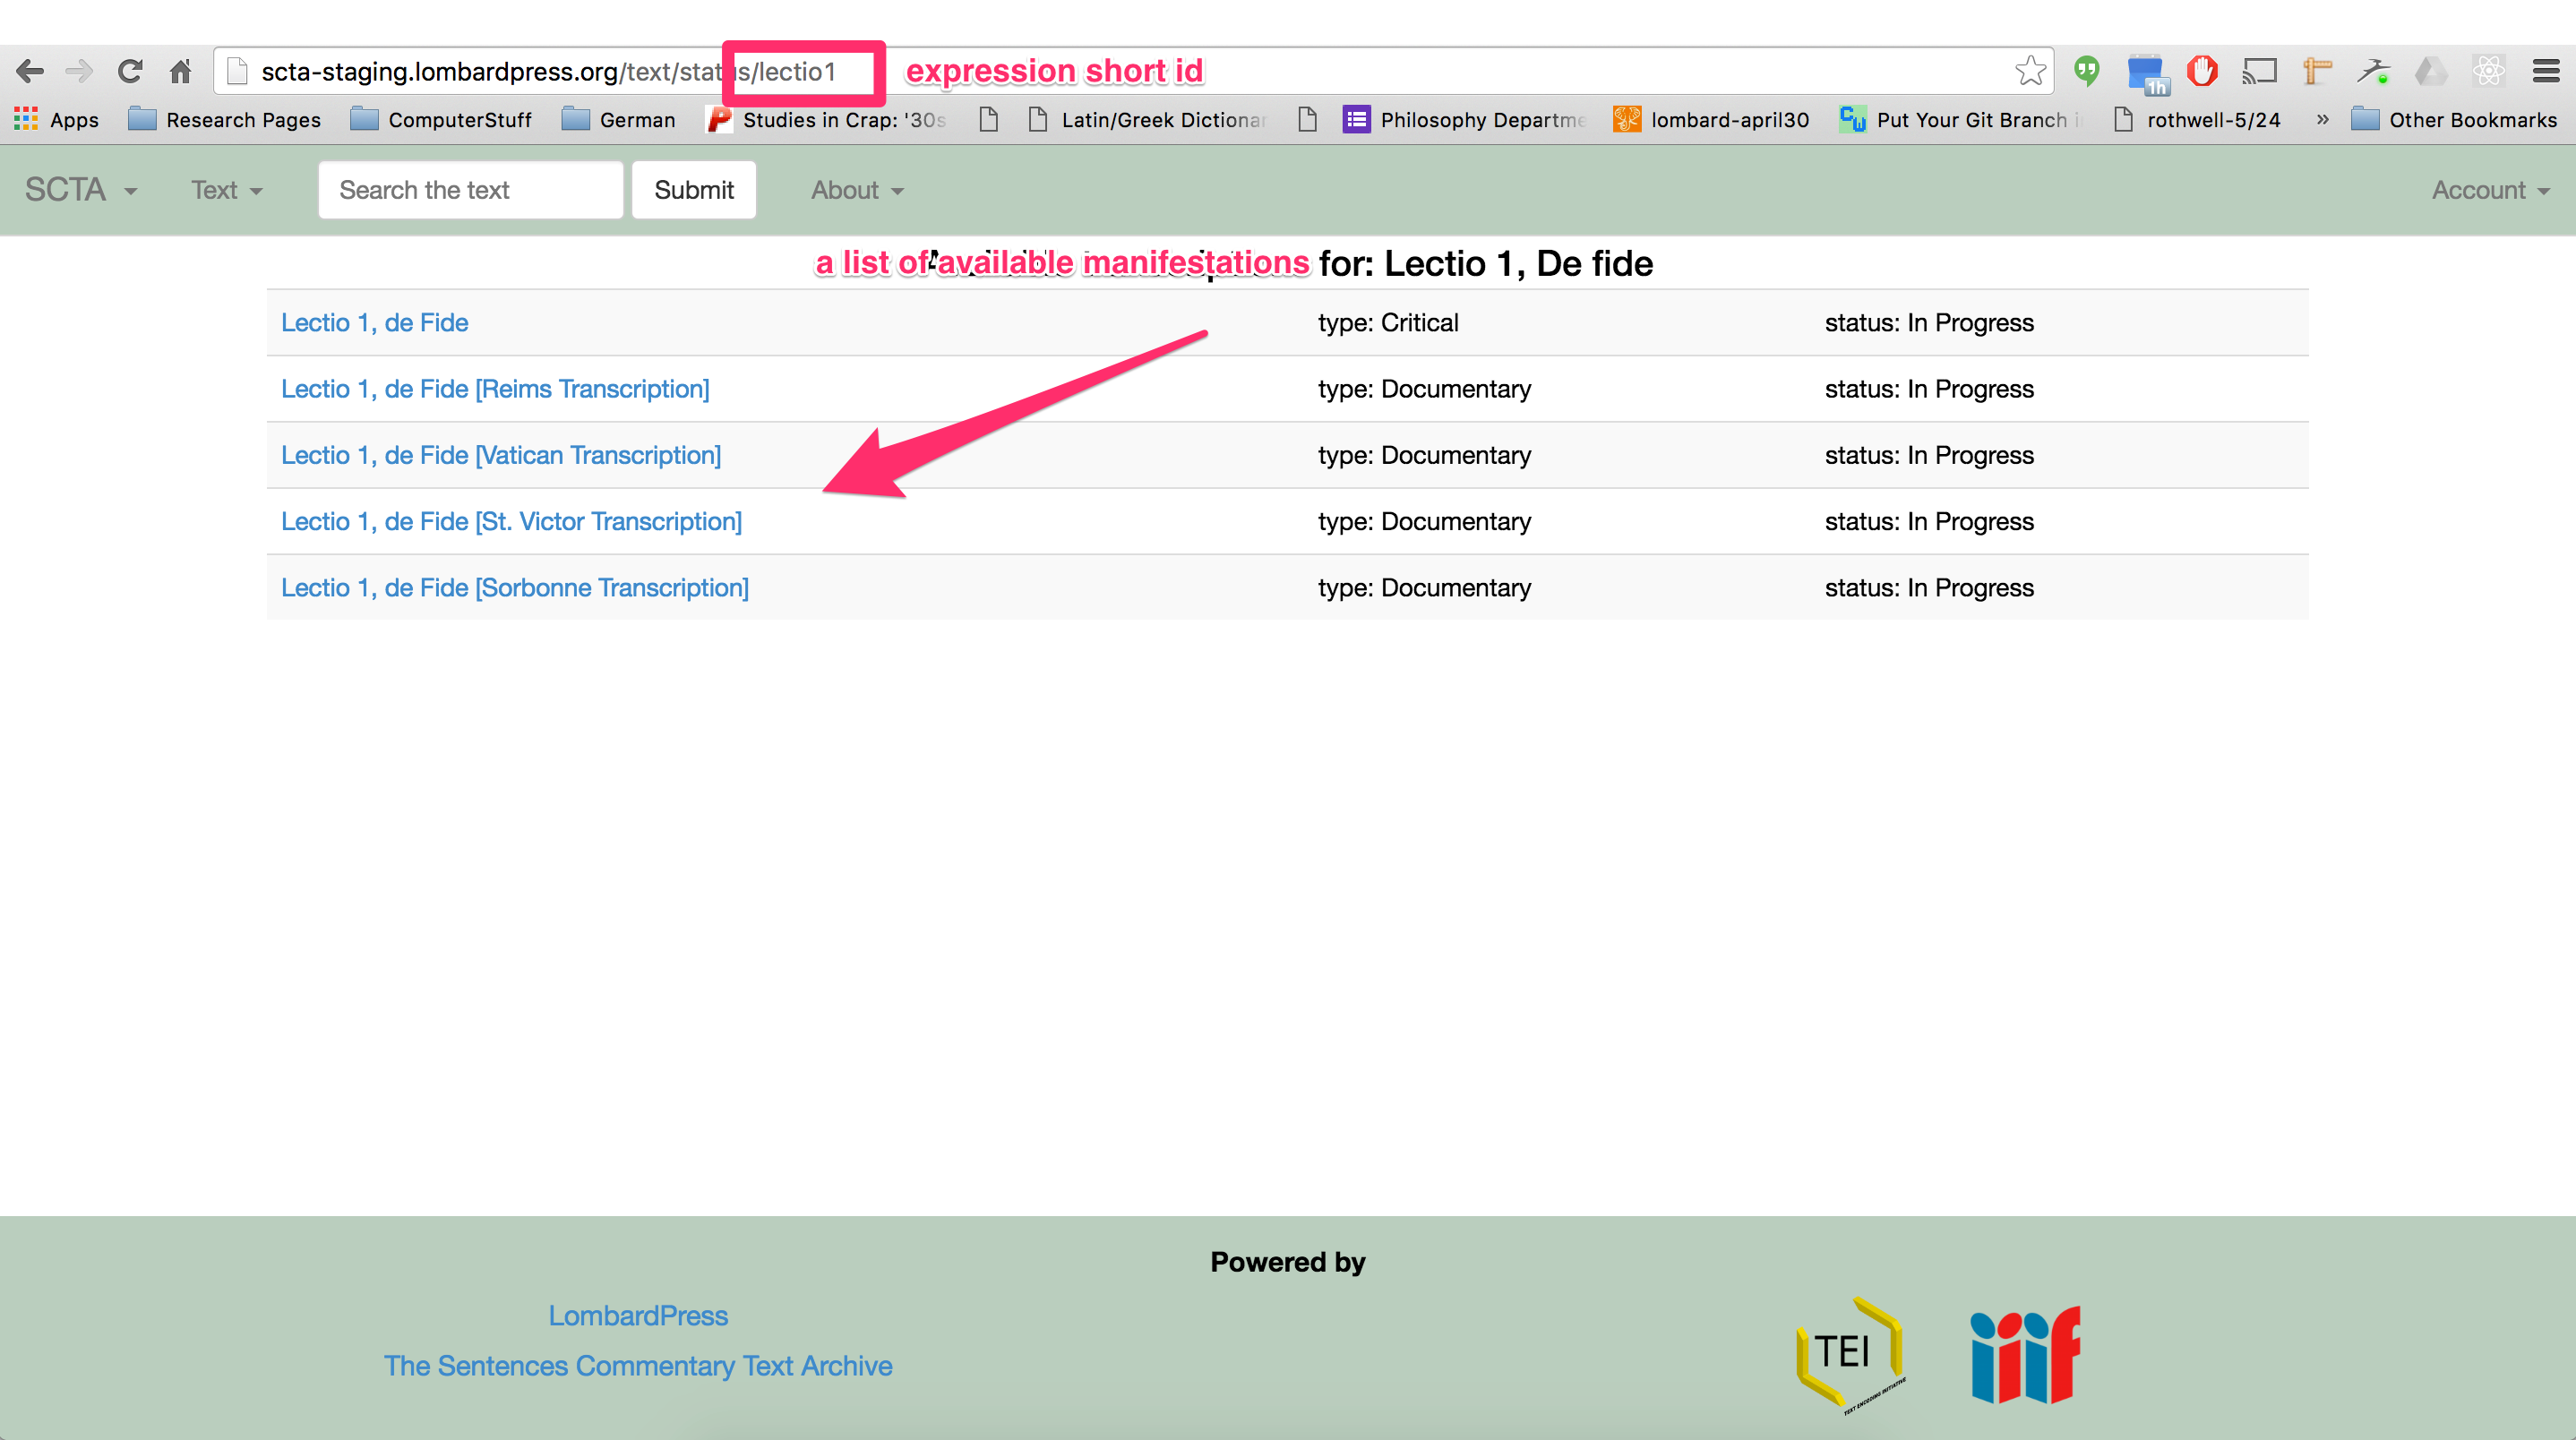 scta-staging.lombardpress.org/text/status/lectio1 expression short id
1h
Apps Research Pages ComputerStuff German Studies in Crap: '30s Latin/Greek Dictionar Philosophy Departme lombard-april30 Put Your Git Branch i rothwell-5/24 » Other Bookmarks
SCTA Text Search the text Submit About Account
a list of available manifestations for: Lectio 1, De fide
Lectio 1, de Fide type: Critical status: In Progress
Lectio 1, de Fide [Reims Transcription] type: Documentary status: In Progress
Lectio 1, de Fide [Vatican Transcription] type: Documentary status: In Progress
Lectio 1, de Fide [St. Victor Transcription] type: Documentary status: In Progress
Lectio 1, de Fide [Sorbonne Transcription] type: Documentary status: In Progress
Powered by
LombardPress
The Sentences Commentary Text Archive
TEI
TEXT ENCODING INITIATIVE
iiif